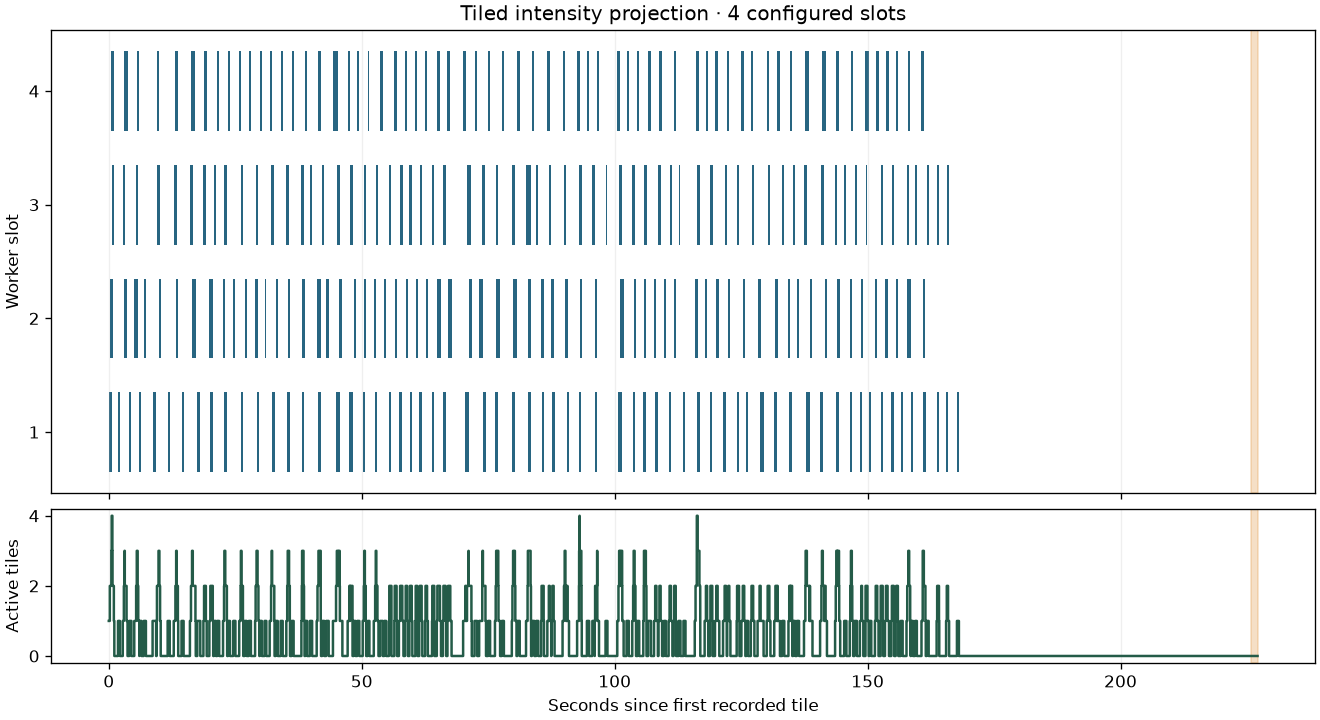 Tiled intensity projection · 4 configured slots
Worker slot
4
3
2
1
Active tiles
4
2
0
0 50 100 150 200
Seconds since first recorded tile